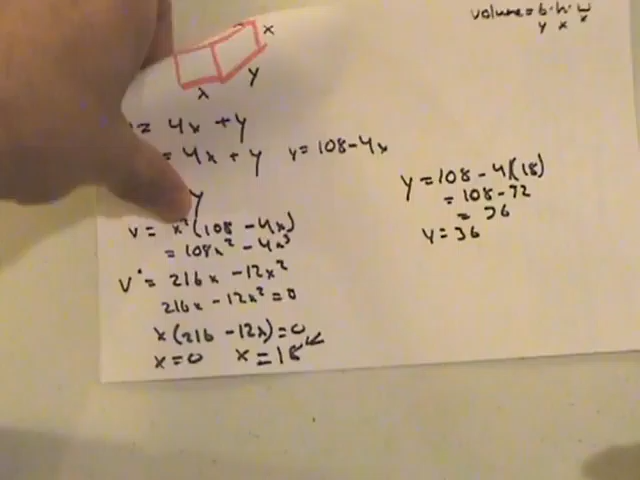 volume = b·h·w
y x x
x
y
x
= 4x + y
= 4x + y y = 108 - 4x
y
V = x²(108 - 4x)
= 108x² - 4x³
V' = 216x - 12x²
216x - 12x² = 0
x(216 - 12x) = 0
x = 0 x = 18
y = 108 - 4(18)
= 108 - 72
= 36
y = 36